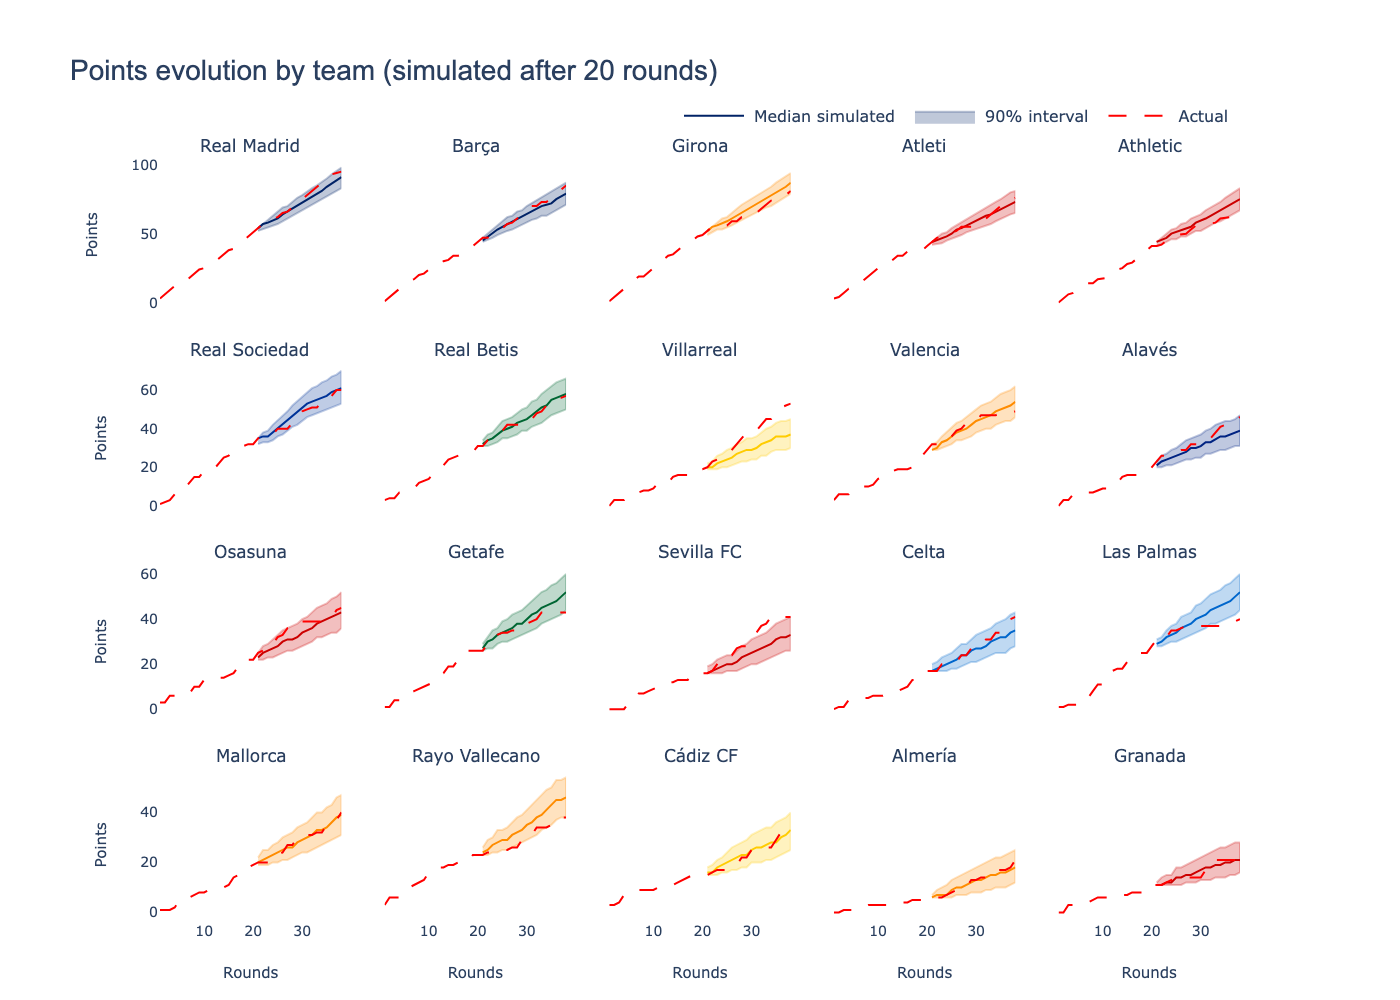 Points evolution by team (simulated after 20 rounds)
Median simulated 90% interval Actual
Real Madrid Barça Girona Atleti Athletic
100
50
0
Points
Real Sociedad Real Betis Villarreal Valencia Alavés
60
40
20
0
Points
Osasuna Getafe Sevilla FC Celta Las Palmas
60
40
20
0
Points
Mallorca Rayo Vallecano Cádiz CF Almería Granada
40
20
0
Points
10 20 30 10 20 30 10 20 30 10 20 30 10 20 30
Rounds Rounds Rounds Rounds Rounds